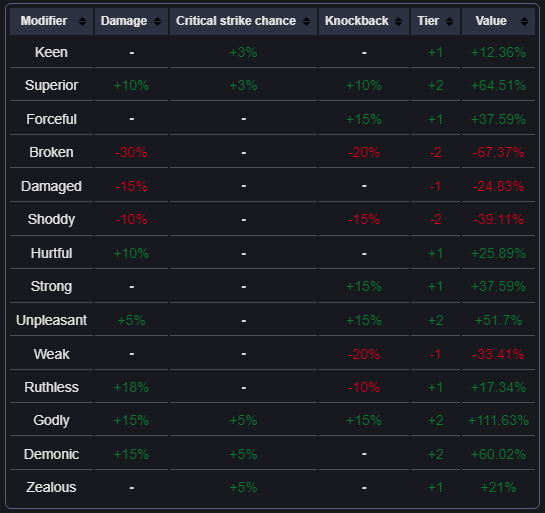 Modifier Damage Critical strike chance Knockback Tier Value
Keen - +3% - +1 +12.36%
Superior +10% +3% +10% +2 +64.51%
Forceful - - +15% +1 +37.59%
Broken -30% - -20% -2 -67.37%
Damaged -15% - - -1 -24.83%
Shoddy -10% - -15% -2 -39.11%
Hurtful +10% - - +1 +25.89%
Strong - - +15% +1 +37.59%
Unpleasant +5% - +15% +2 +51.7%
Weak - - -20% -1 -33.41%
Ruthless +18% - -10% +1 +17.34%
Godly +15% +5% +15% +2 +111.63%
Demonic +15% +5% - +2 +60.02%
Zealous - +5% - +1 +21%